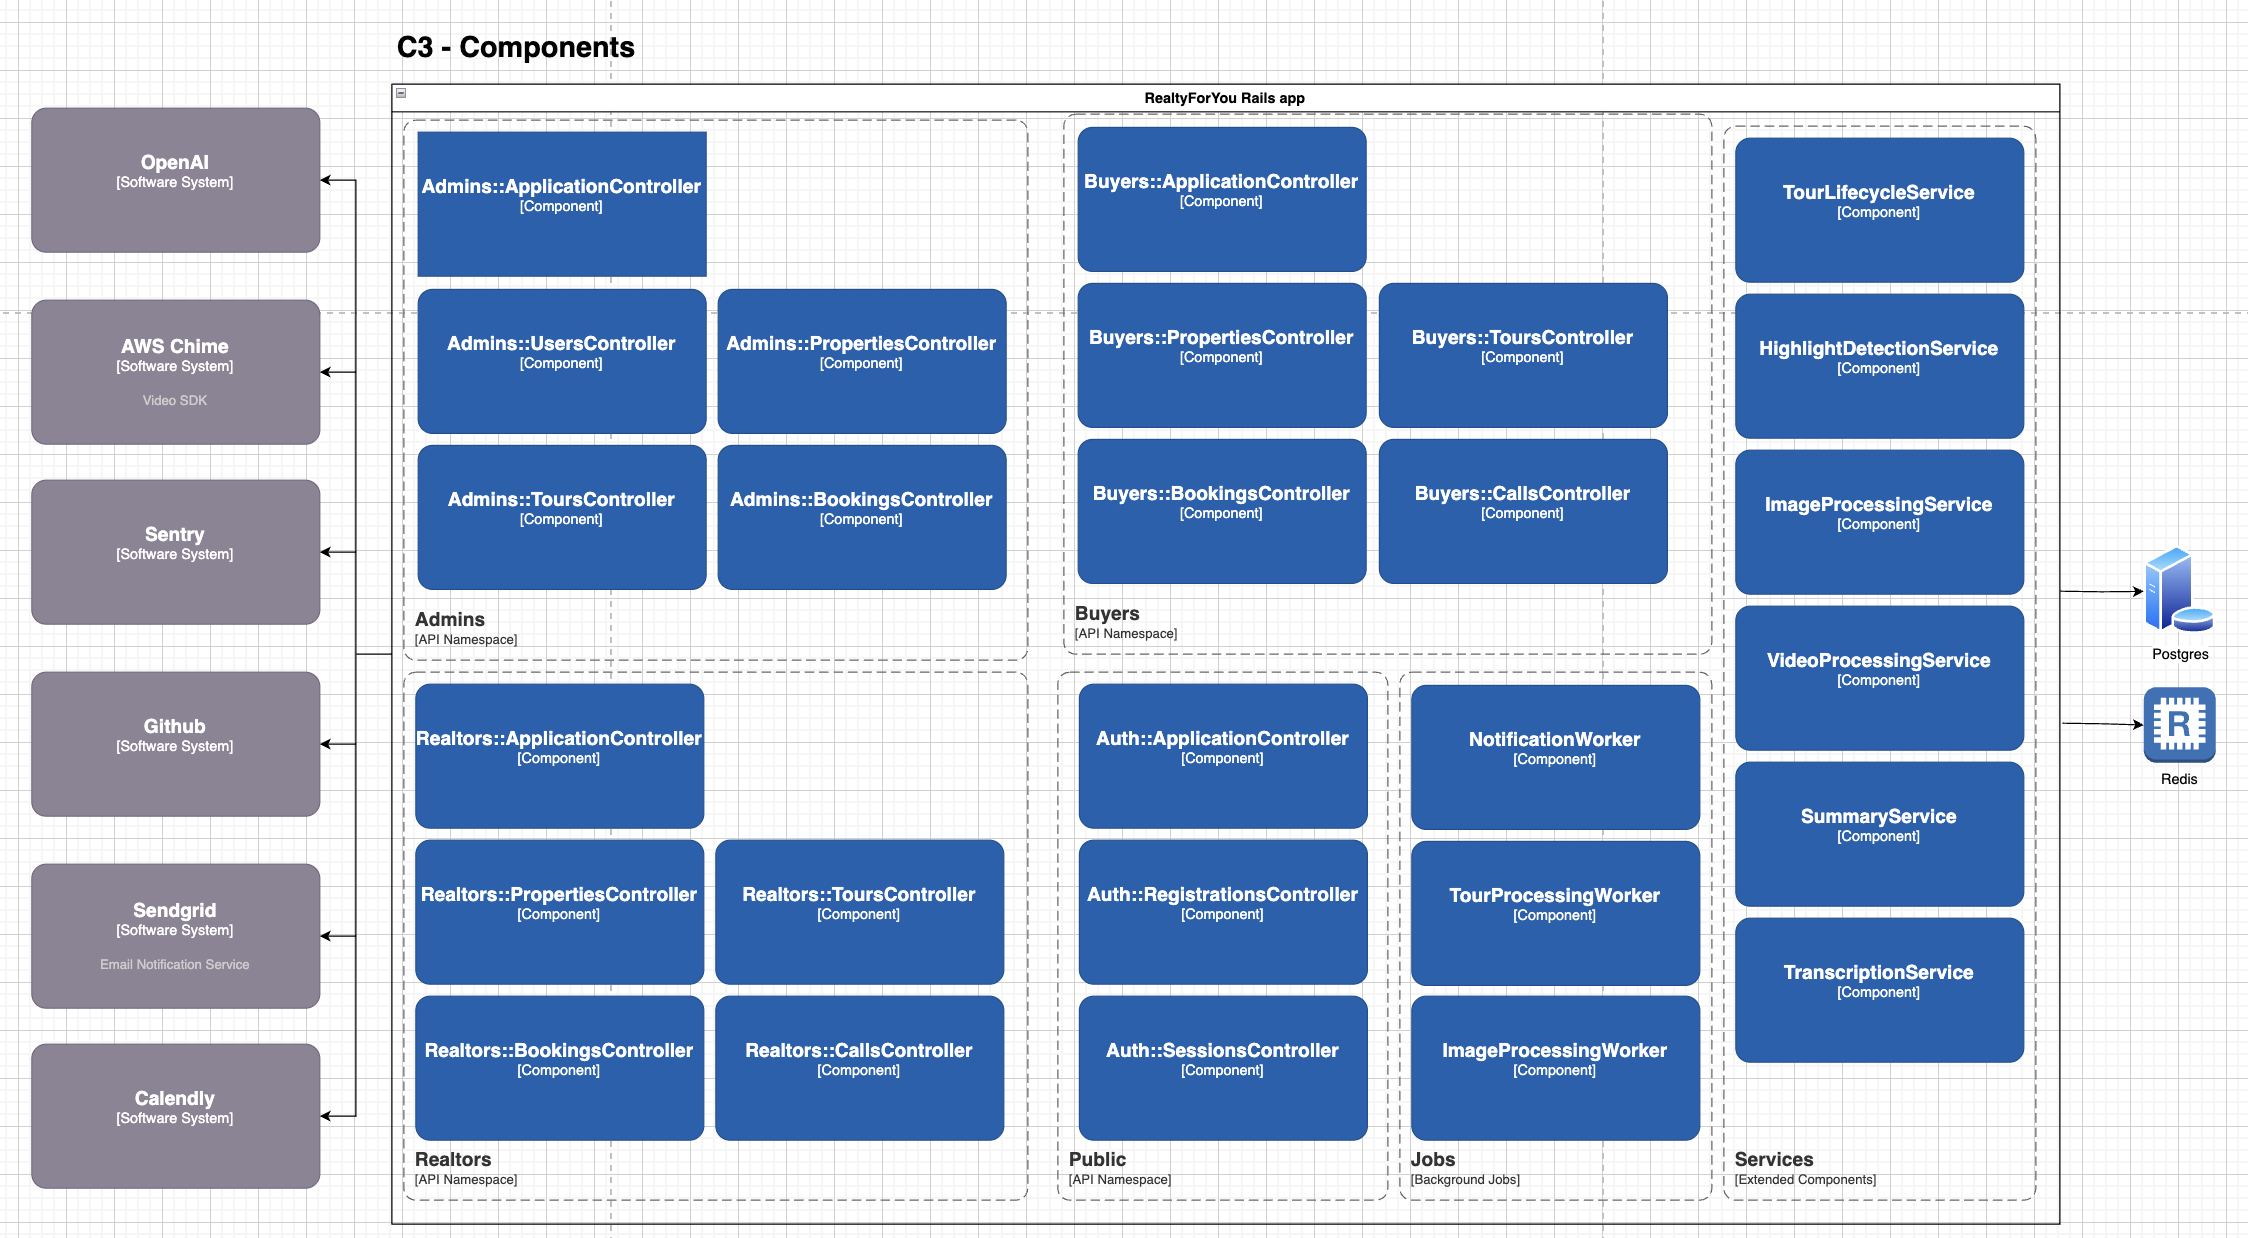 C3 - Components
RealtyForYou Rails app
OpenAI
[Software System]
AWS Chime
[Software System]
Video SDK
Sentry
[Software System]
Github
[Software System]
Sendgrid
[Software System]
Email Notification Service
Calendly
[Software System]
Admins::ApplicationController
[Component]
Admins::UsersController
[Component]
Admins::PropertiesController
[Component]
Admins::ToursController
[Component]
Admins::BookingsController
[Component]
Admins
[API Namespace]
Buyers::ApplicationController
[Component]
Buyers::PropertiesController
[Component]
Buyers::ToursController
[Component]
Buyers::BookingsController
[Component]
Buyers::CallsController
[Component]
Buyers
[API Namespace]
Realtors::ApplicationController
[Component]
Realtors::PropertiesController
[Component]
Realtors::ToursController
[Component]
Realtors::BookingsController
[Component]
Realtors::CallsController
[Component]
Realtors
[API Namespace]
Auth::ApplicationController
[Component]
Auth::RegistrationsController
[Component]
Auth::SessionsController
[Component]
Public
[API Namespace]
NotificationWorker
[Component]
TourProcessingWorker
[Component]
ImageProcessingWorker
[Component]
Jobs
[Background Jobs]
TourLifecycleService
[Component]
HighlightDetectionService
[Component]
ImageProcessingService
[Component]
VideoProcessingService
[Component]
SummaryService
[Component]
TranscriptionService
[Component]
Services
[Extended Components]
Postgres
R
Redis